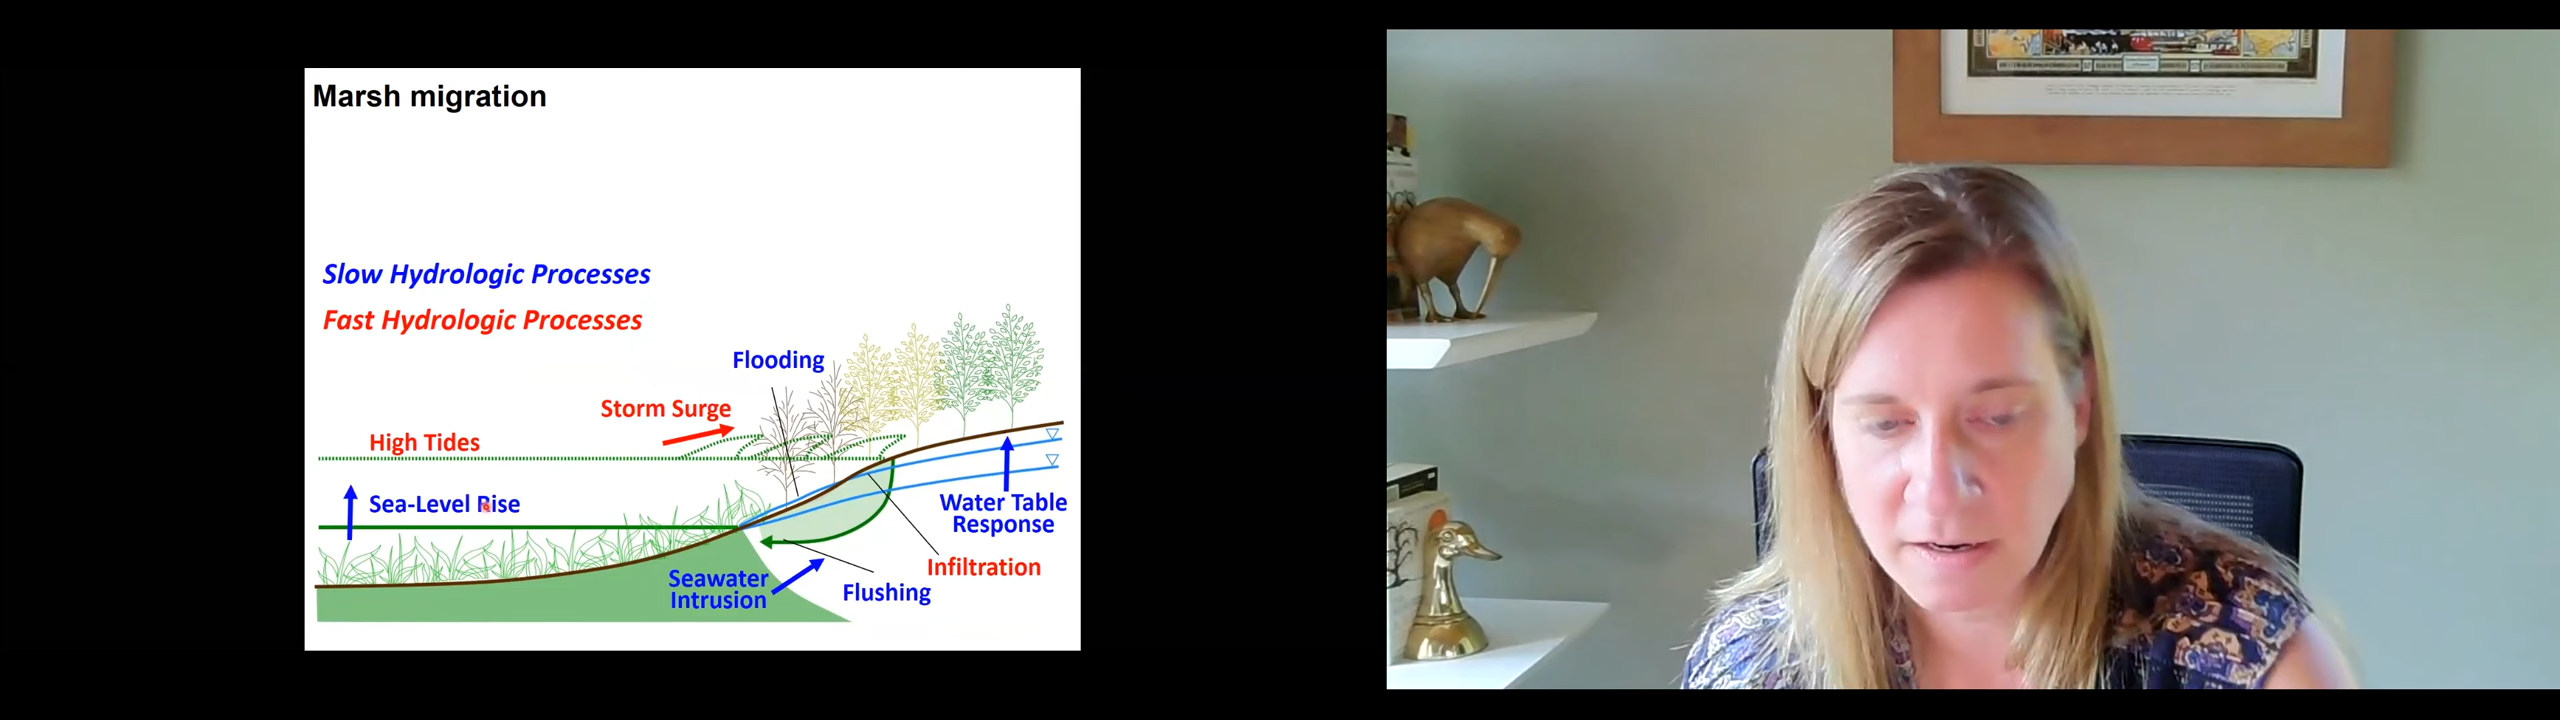 Marsh migration
Slow Hydrologic Processes
Fast Hydrologic Processes
Flooding
Storm Surge
High Tides
Sea-Level Rise
Water Table
Response
Infiltration
Seawater
Intrusion
Flushing